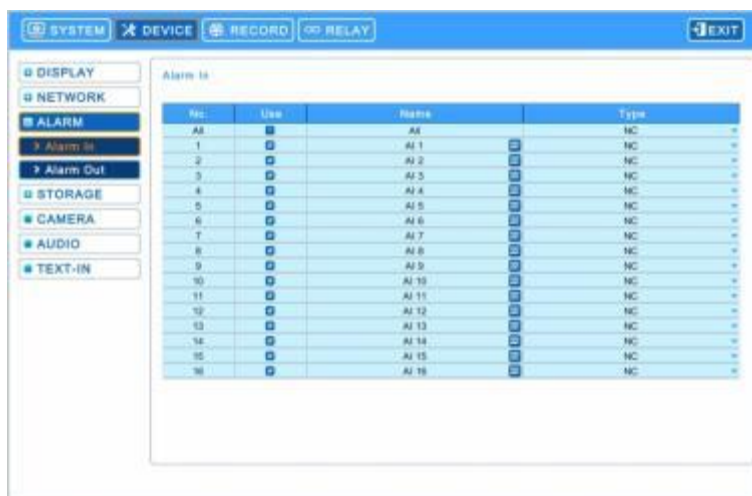 SYSTEM DEVICE RECORD RELAY EXIT
DISPLAY
NETWORK
ALARM
Alarm In
Alarm Out
STORAGE
CAMERA
AUDIO
TEXT-IN
Alarm In
No. Use Name Type
All All NC
1 AI 1 NC
2 AI 2 NC
3 AI 3 NC
4 AI 4 NC
5 AI 5 NC
6 AI 6 NC
7 AI 7 NC
8 AI 8 NC
9 AI 9 NC
10 AI 10 NC
11 AI 11 NC
12 AI 12 NC
13 AI 13 NC
14 AI 14 NC
15 AI 15 NC
16 AI 16 NC